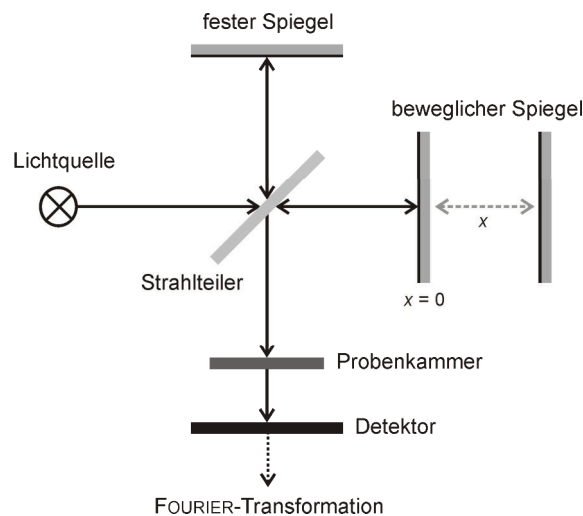 fester Spiegel
beweglicher Spiegel
Lichtquelle
x
Strahlteiler
x = 0
Probenkammer
Detektor
FOURIER-Transformation